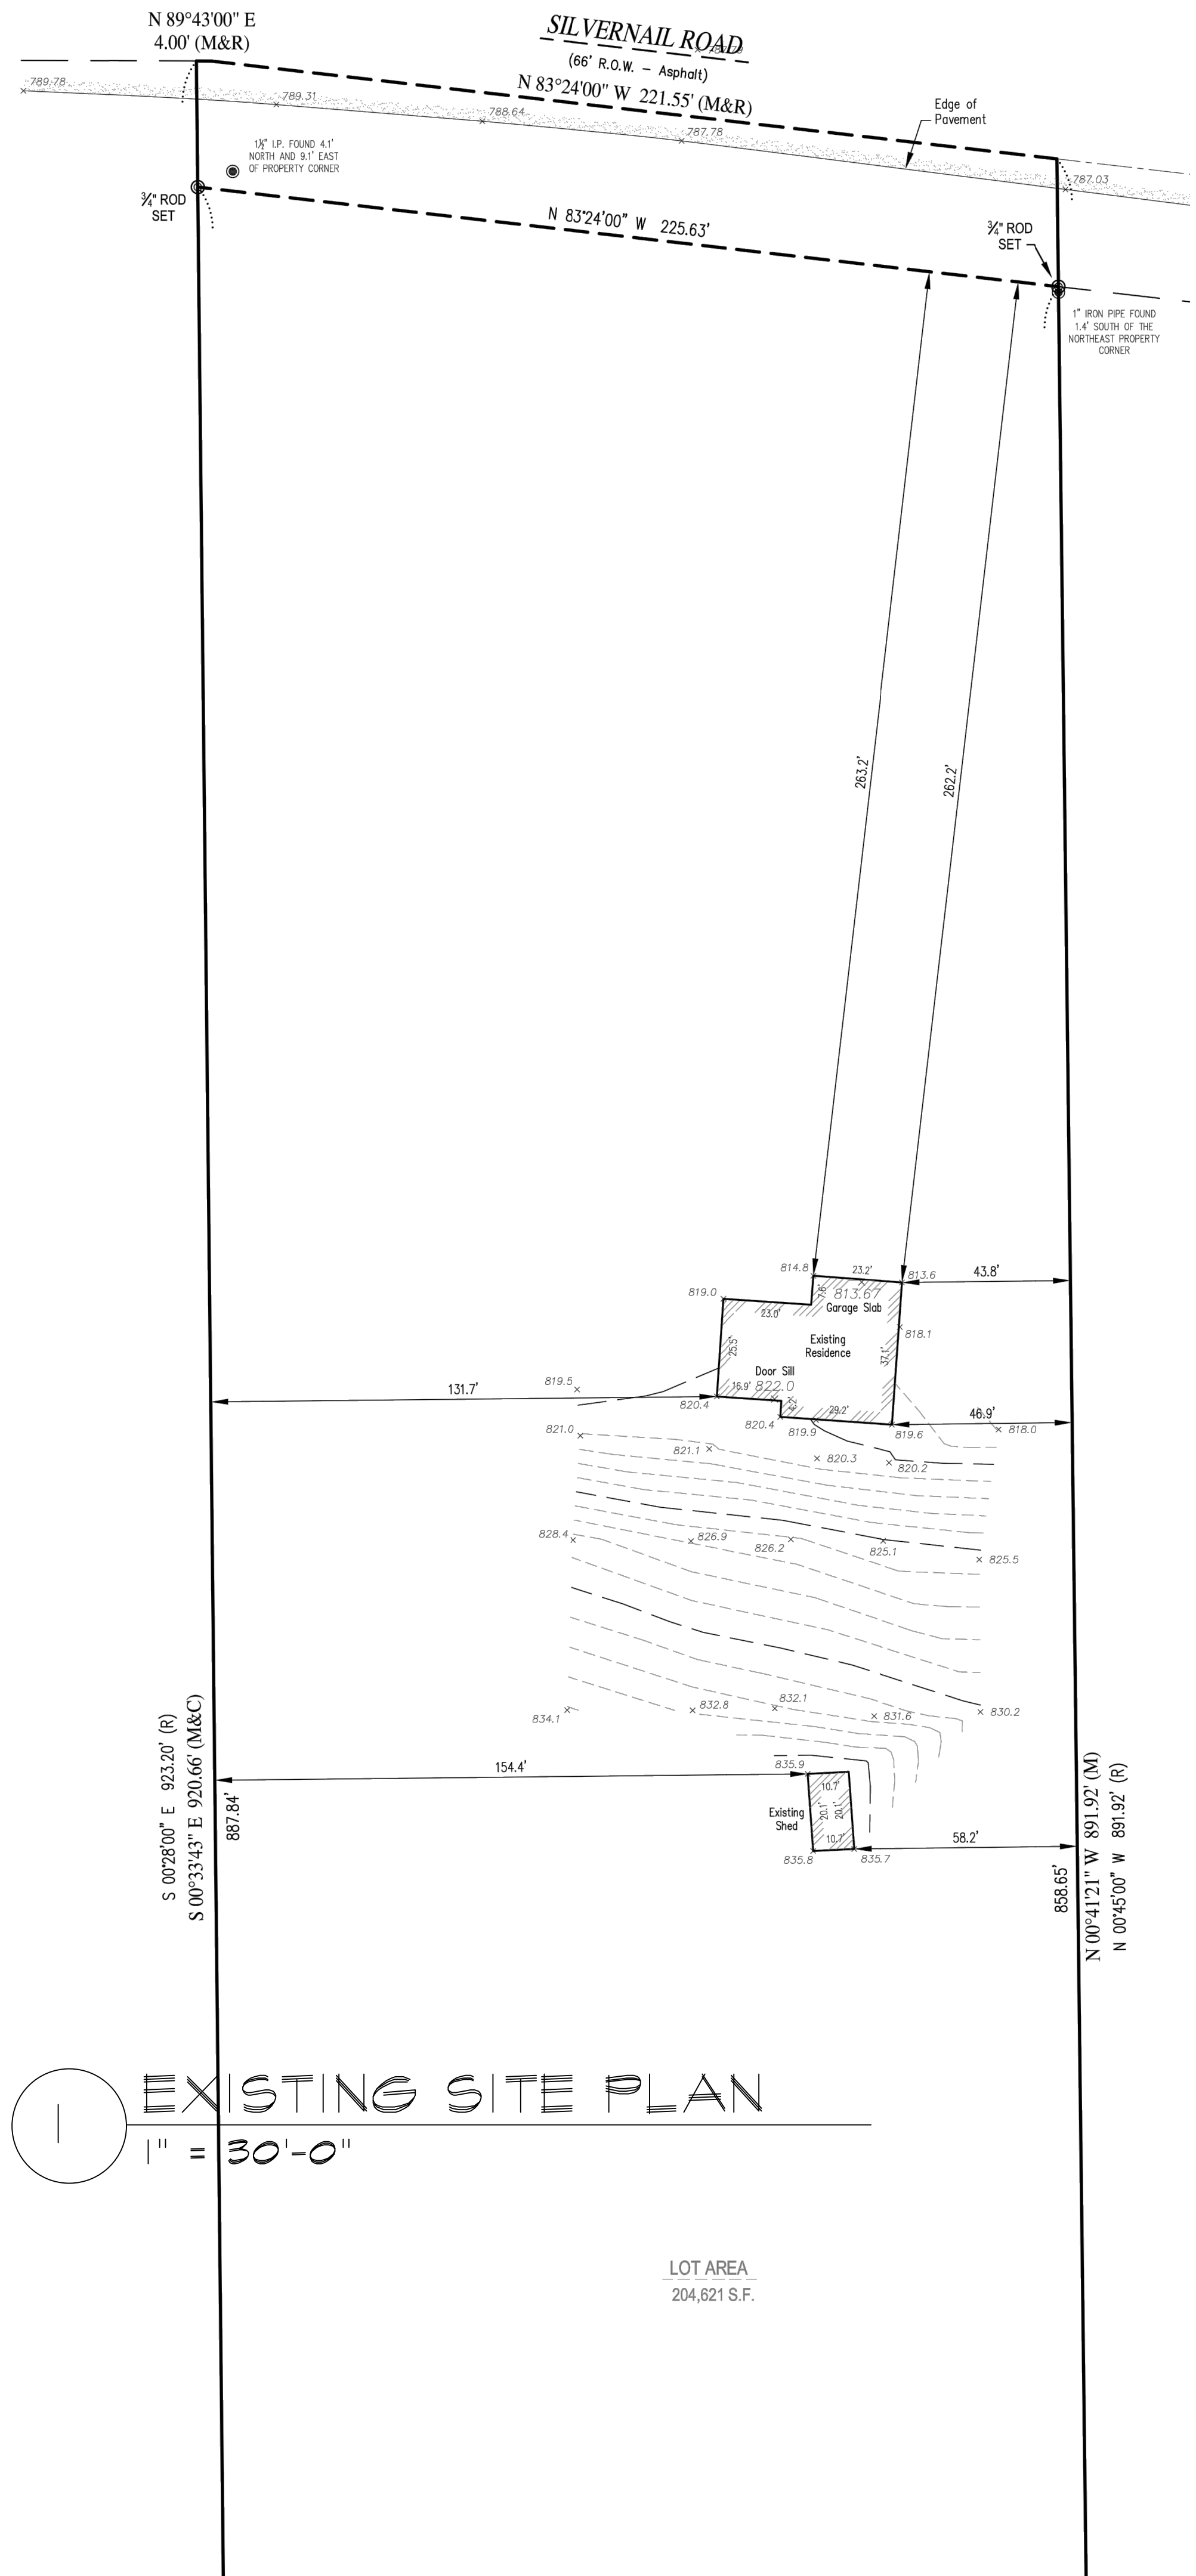 N 89°43'00" E
4.00' (M&R)
SILVERNAIL ROAD
(66' R.O.W. – Asphalt)
N 83°24'00" W 221.55' (M&R)
789.78
789.31
788.64
787.78
787.03
Edge of
Pavement
1½" I.P. FOUND 4.1'
NORTH AND 9.1' EAST
OF PROPERTY CORNER
¾" ROD
SET
N 83°24'00" W 225.63'
¾" ROD
SET
1" IRON PIPE FOUND
1.4' SOUTH OF THE
NORTHEAST PROPERTY
CORNER
263.2'
262.2'
814.8
23.2'
813.6
43.8'
7.6'
813.67
Garage Slab
819.0
23.0'
818.1
Existing
Residence
25.5'
37.1'
Door Sill
16.9'
822.0
819.5
131.7'
820.4
4.2'
29.2'
46.9'
820.4
819.9
819.6
818.0
821.0
821.1
820.3
820.2
828.4
826.9
826.2
825.1
825.5
834.1
832.8
832.1
831.6
830.2
154.4'
835.9
10.7'
20.1'
20.1'
Existing
Shed
10.7'
58.2'
835.8
835.7
S 00°28'00" E 923.20' (R)
S 00°33'43" E 920.66' (M&C)
887.84'
858.65'
N 00°41'21" W 891.92' (M)
N 00°45'00" W 891.92' (R)
1
EXISTING SITE PLAN
1" = 30'-0"
LOT AREA
204,621 S.F.